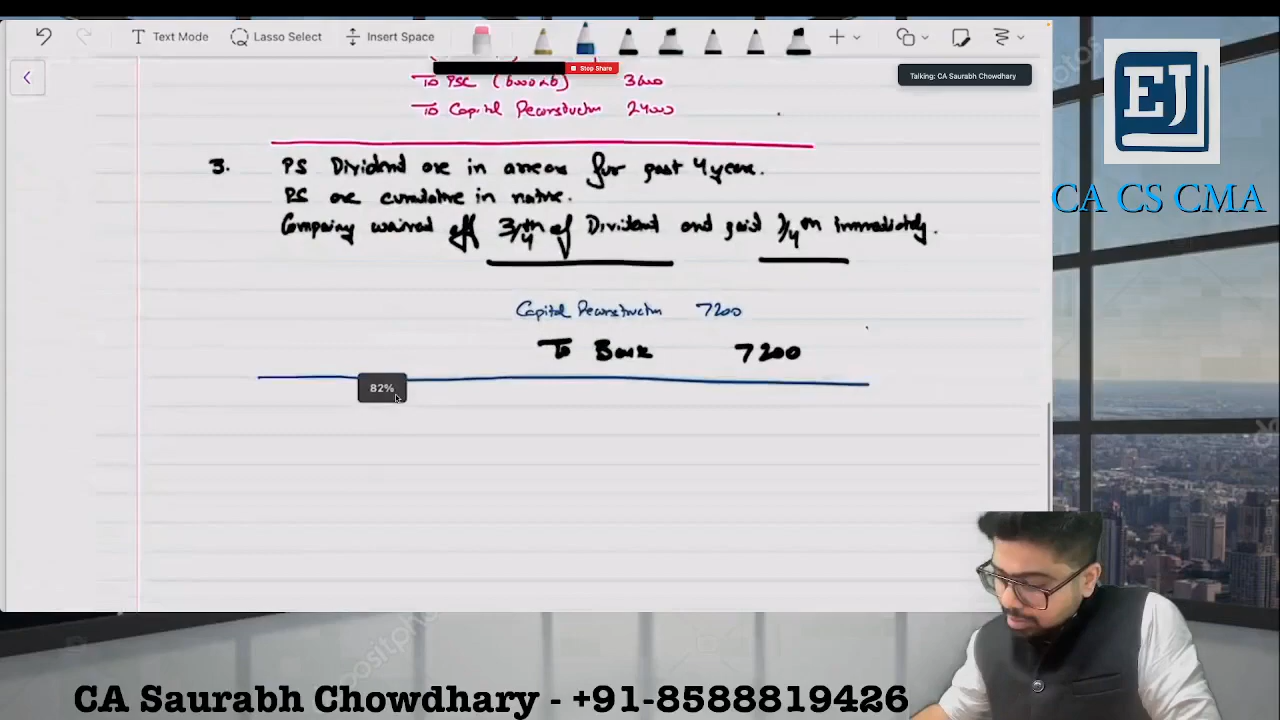 Text Mode
Lasso Select
Insert Space
Stop Share
Talking: CA Saurabh Chowdhary
EJ
CA CS CMA
To PSC (6000×6) 3600
To Capital Reconstructn 2400
3. PS Dividend are in arrears for past 4 years.
PS are cumulative in nature.
Company waived off 3/4th of Dividend and paid 1/4th immediately.
Capital Reconstructn 7200
To Bank 7200
82%
CA Saurabh Chowdhary - +91-8588819426